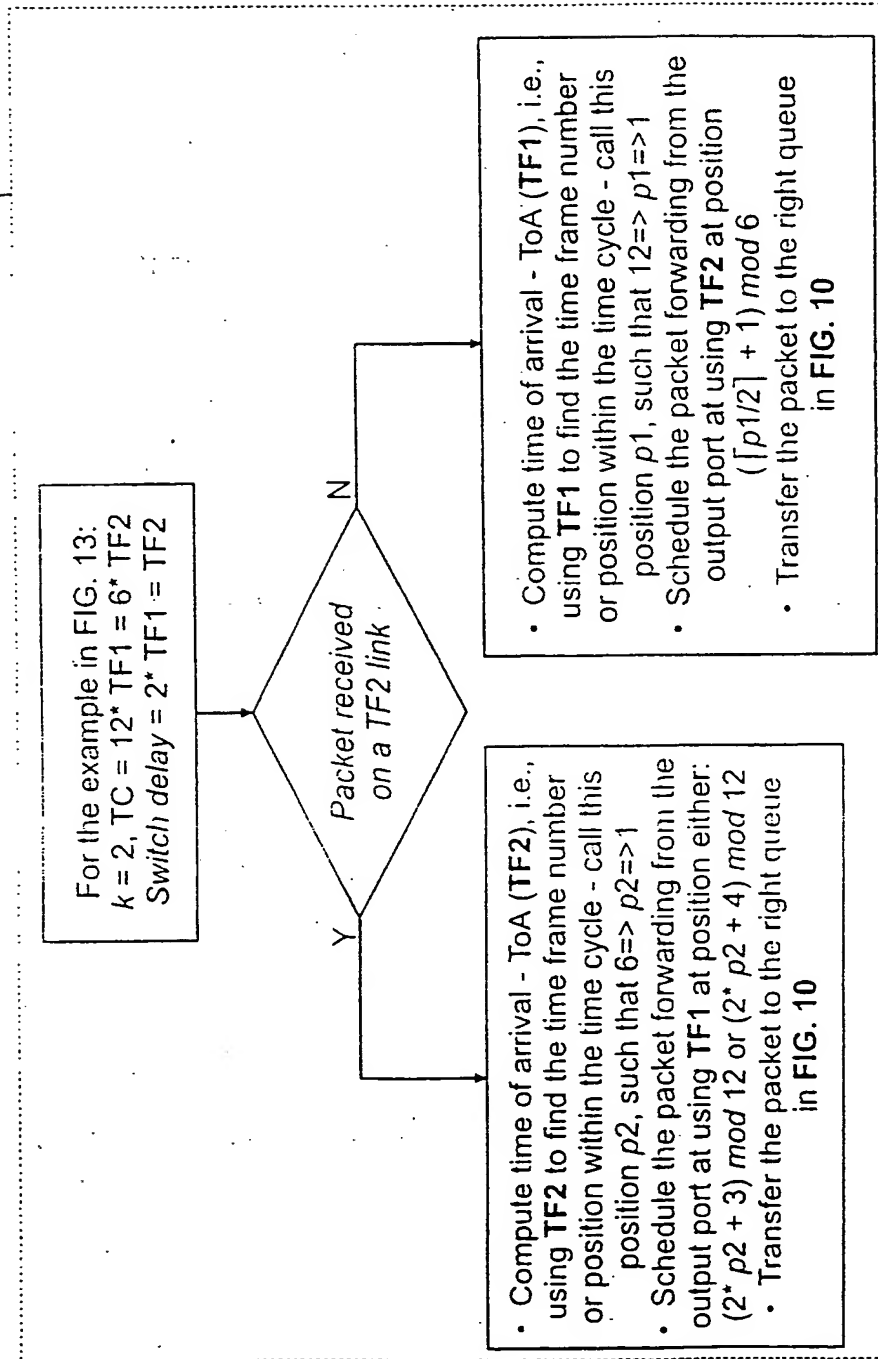 For the example in FIG. 13:
k = 2, TC = 12* TF1 = 6* TF2
Switch delay = 2* TF1 = TF2
Packet received
on a TF2 link
Y
N
• Compute time of arrival - ToA (TF2), i.e.,
using TF2 to find the time frame number
or position within the time cycle - call this
position p2, such that 6=> p2=>1
• Schedule the packet forwarding from the
output port at using TF1 at position either:
(2* p2 + 3) mod 12 or (2* p2 + 4) mod 12
• Transfer the packet to the right queue
in FIG. 10
• Compute time of arrival - ToA (TF1), i.e.,
using TF1 to find the time frame number
or position within the time cycle - call this
position p1, such that 12=> p1=>1
• Schedule the packet forwarding from the
output port at using TF2 at position
(⌈p1/2⌉ + 1) mod 6
• Transfer the packet to the right queue
in FIG. 10